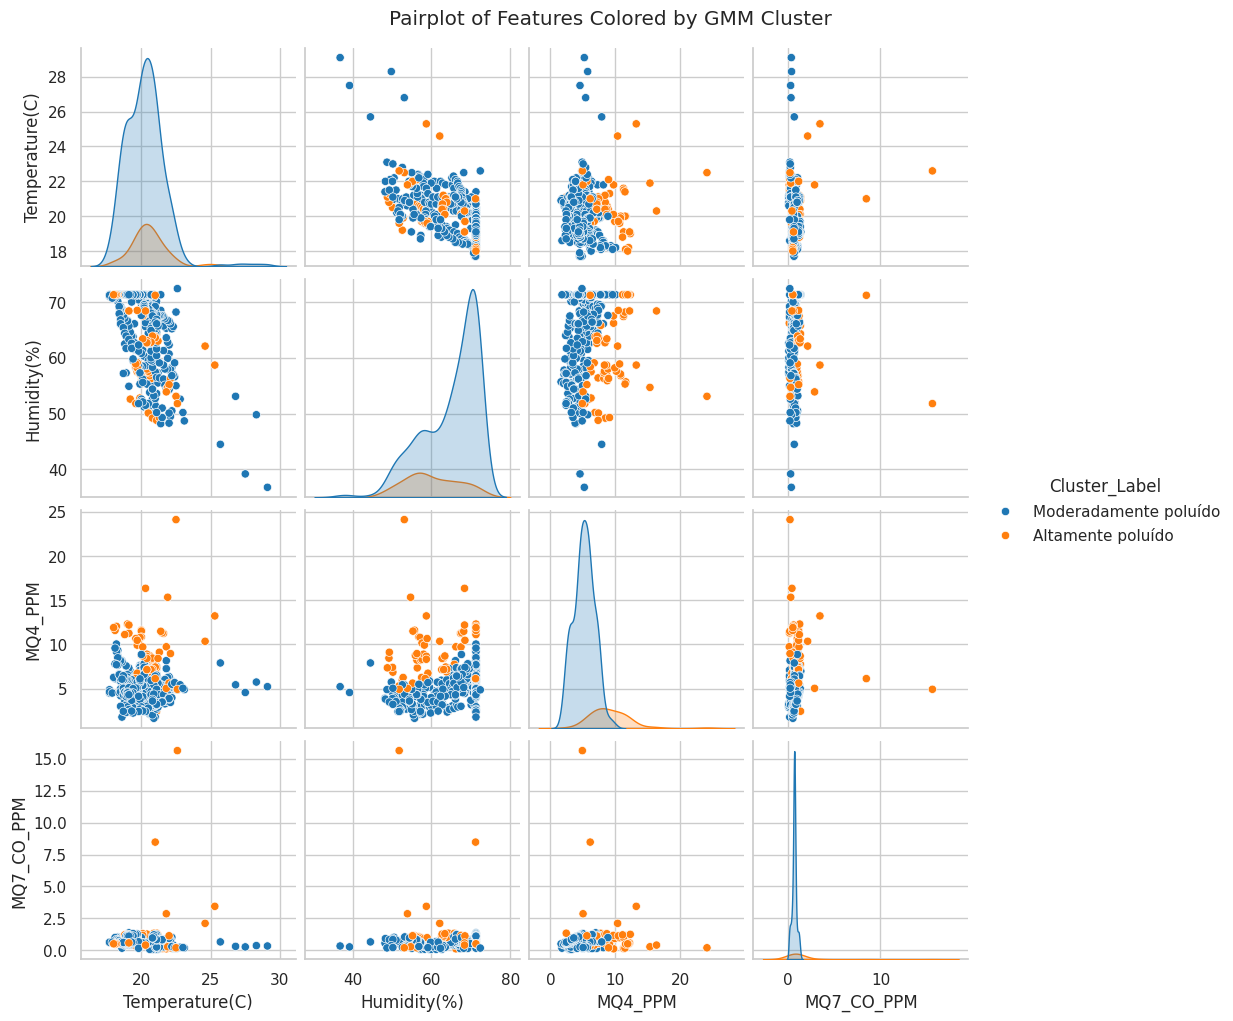 Pairplot of Features Colored by GMM Cluster
Temperature(C)
28
26
24
22
20
18
Humidity(%)
70
60
50
40
Cluster_Label
Moderadamente poluído
Altamente poluído
MQ4_PPM
25
20
15
10
5
MQ7_CO_PPM
15.0
12.5
10.0
7.5
5.0
2.5
0.0
20 25 30 40 60 80 0 10 20 0 10
Temperature(C) Humidity(%) MQ4_PPM MQ7_CO_PPM